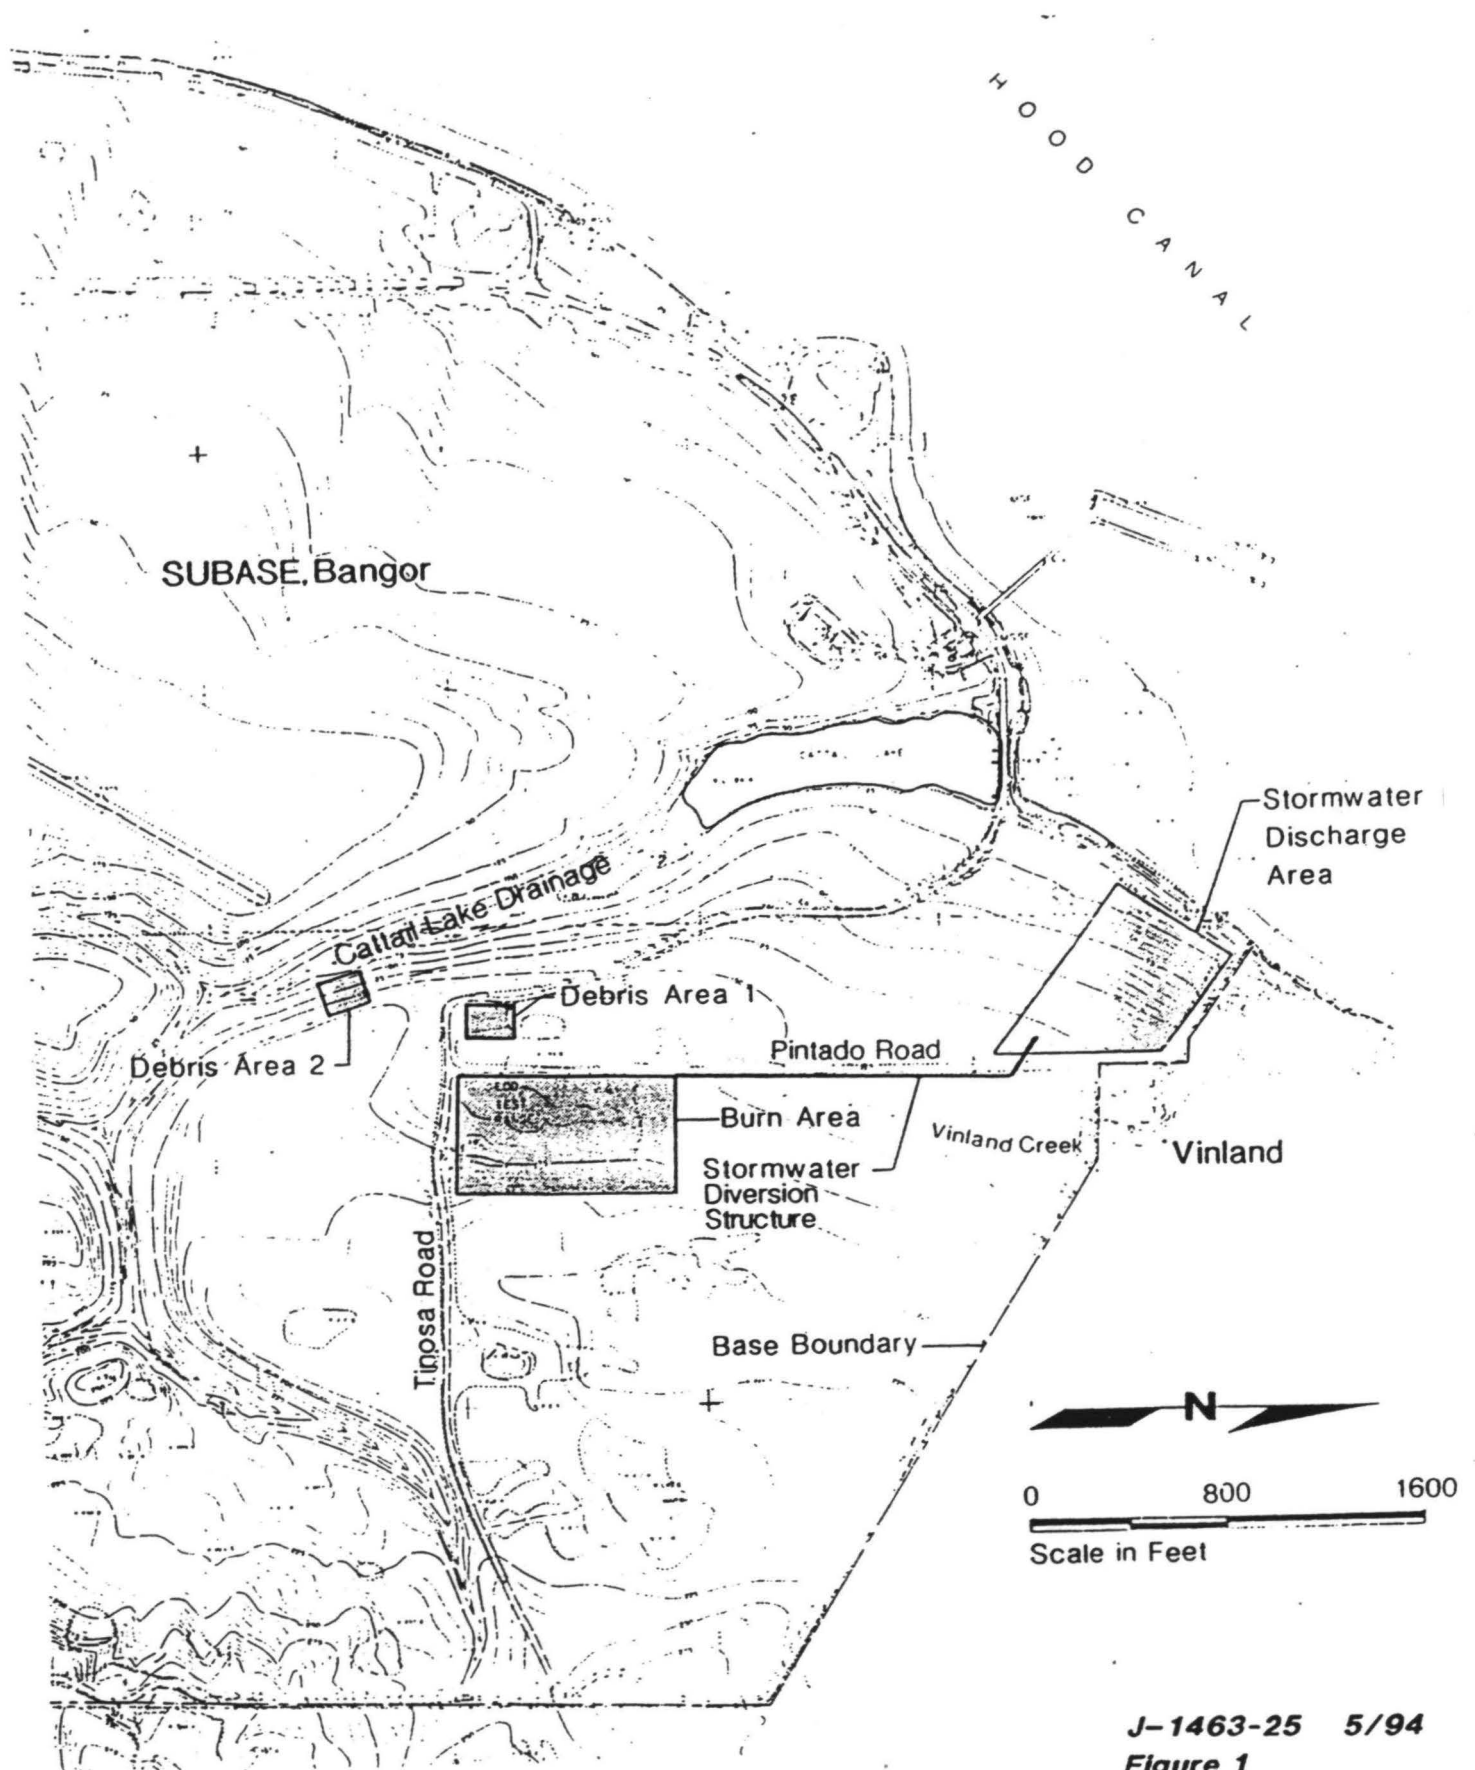 HOOD CANAL
SUBASE, Bangor
Stormwater
Discharge
Area
Cattail Lake Drainage
Debris Area 1
Debris Area 2
Pintado Road
Burn Area
Vinland Creek
Vinland
Stormwater
Diversion
Structure
Tinosa Road
Base Boundary
N
0 800 1600
Scale in Feet
J-1463-25 5/94
Figure 1